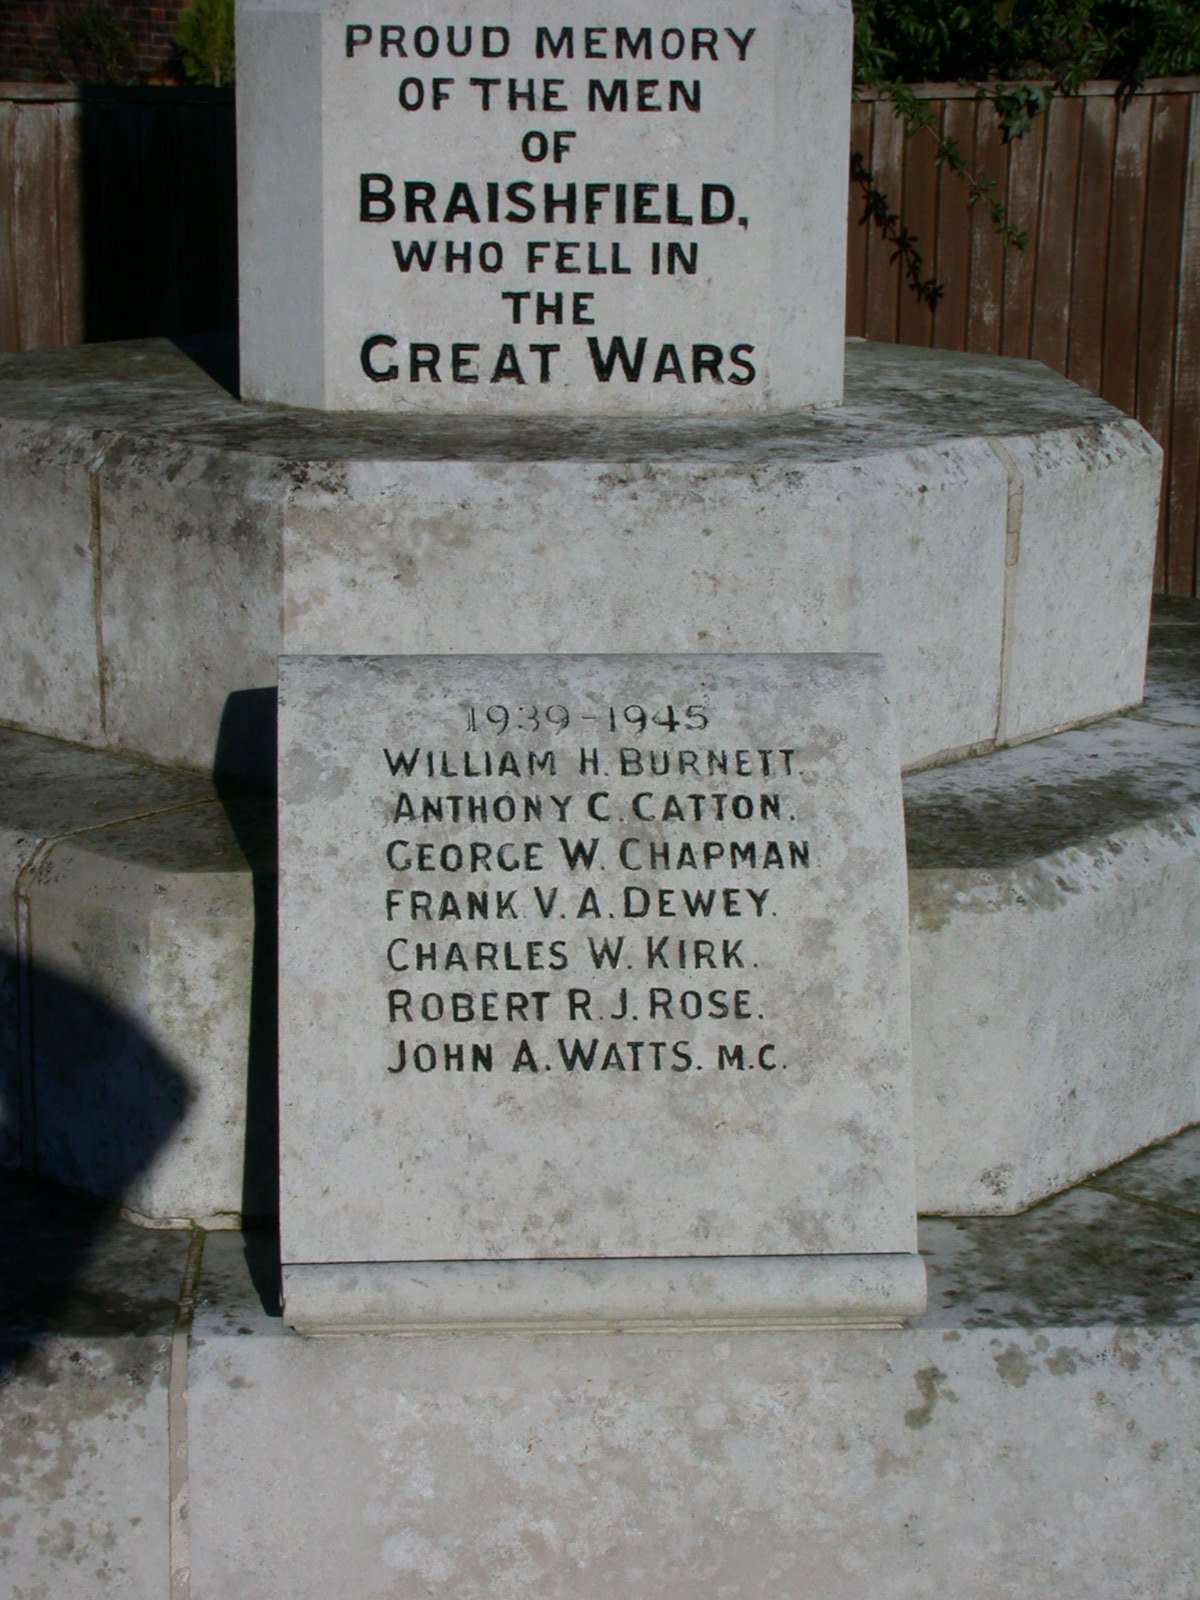 PROUD MEMORY
OF THE MEN
OF
BRAISHFIELD,
WHO FELL IN
THE
GREAT WARS
1939-1945
WILLIAM H. BURNETT.
ANTHONY C. CATTON.
GEORGE W. CHAPMAN.
FRANK V. A. DEWEY.
CHARLES W. KIRK.
ROBERT R. J. ROSE.
JOHN A. WATTS. M.C.